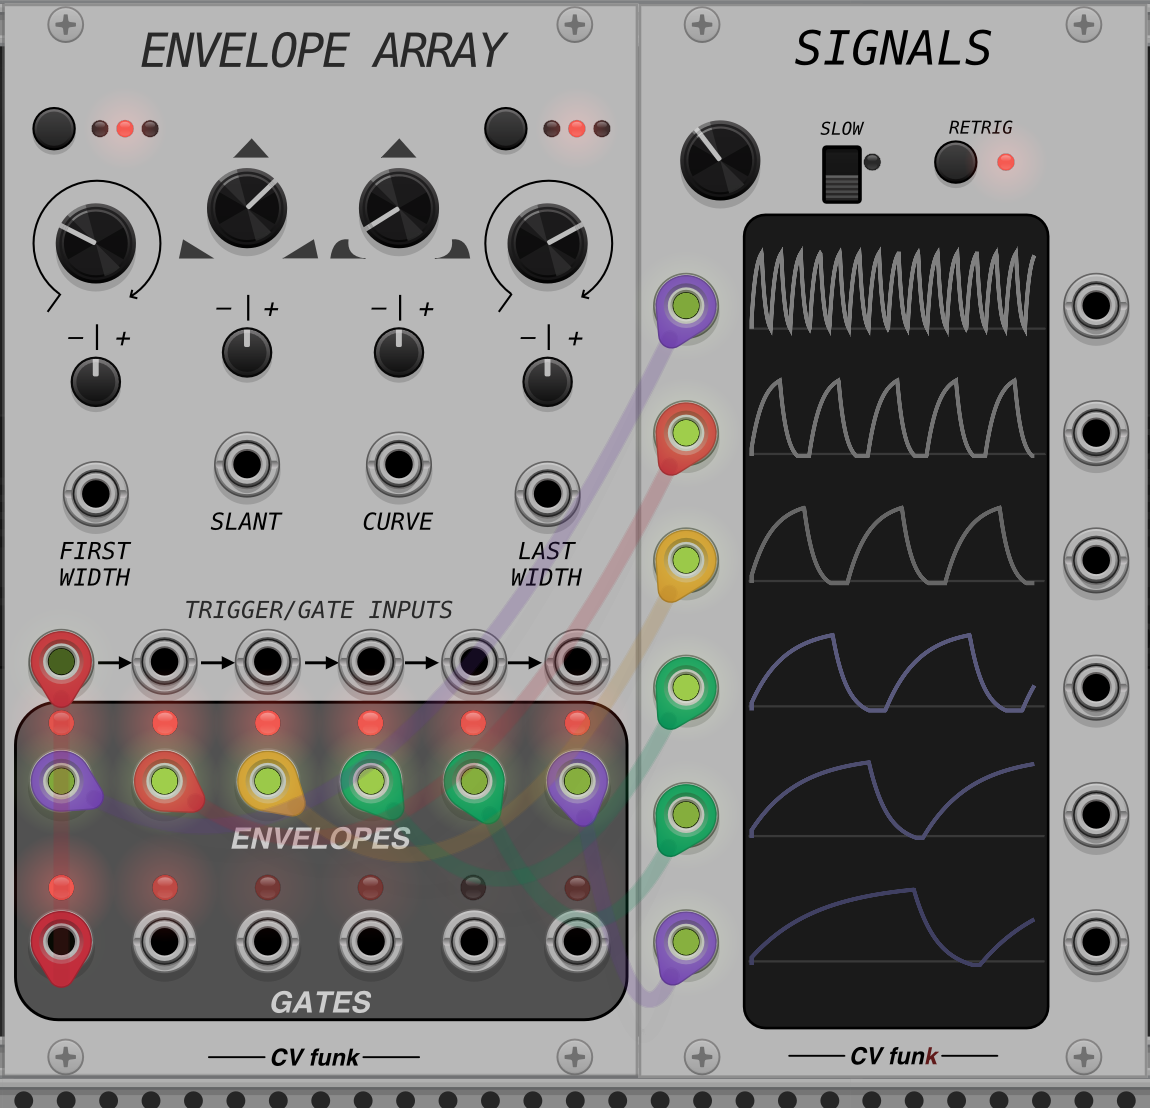 ENVELOPE ARRAY
SIGNALS
SLOW
RETRIG
− | +
− | +
− | +
− | +
SLANT
CURVE
FIRST
WIDTH
LAST
WIDTH
TRIGGER/GATE INPUTS
ENVELOPES
GATES
CV funk
CV funk